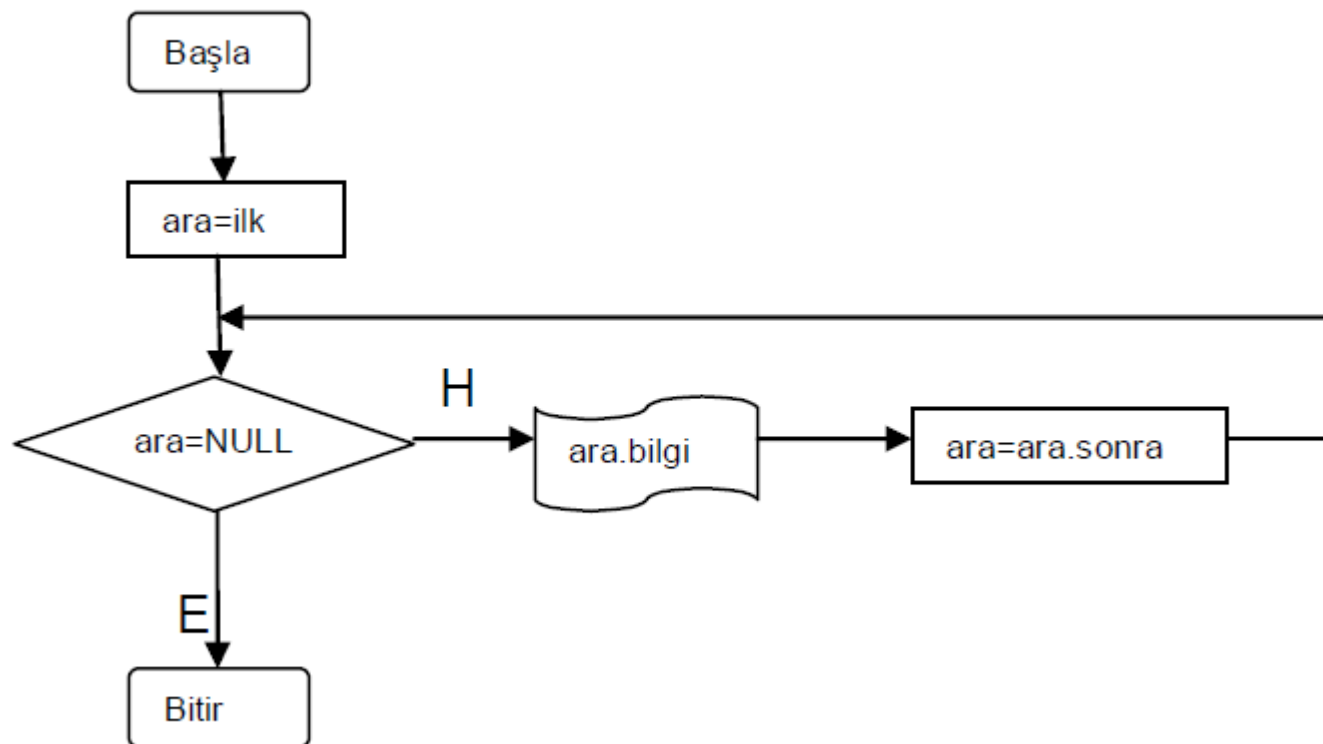 Başla
ara=ilk
ara=NULL
H
ara.bilgi
ara=ara.sonra
E
Bitir